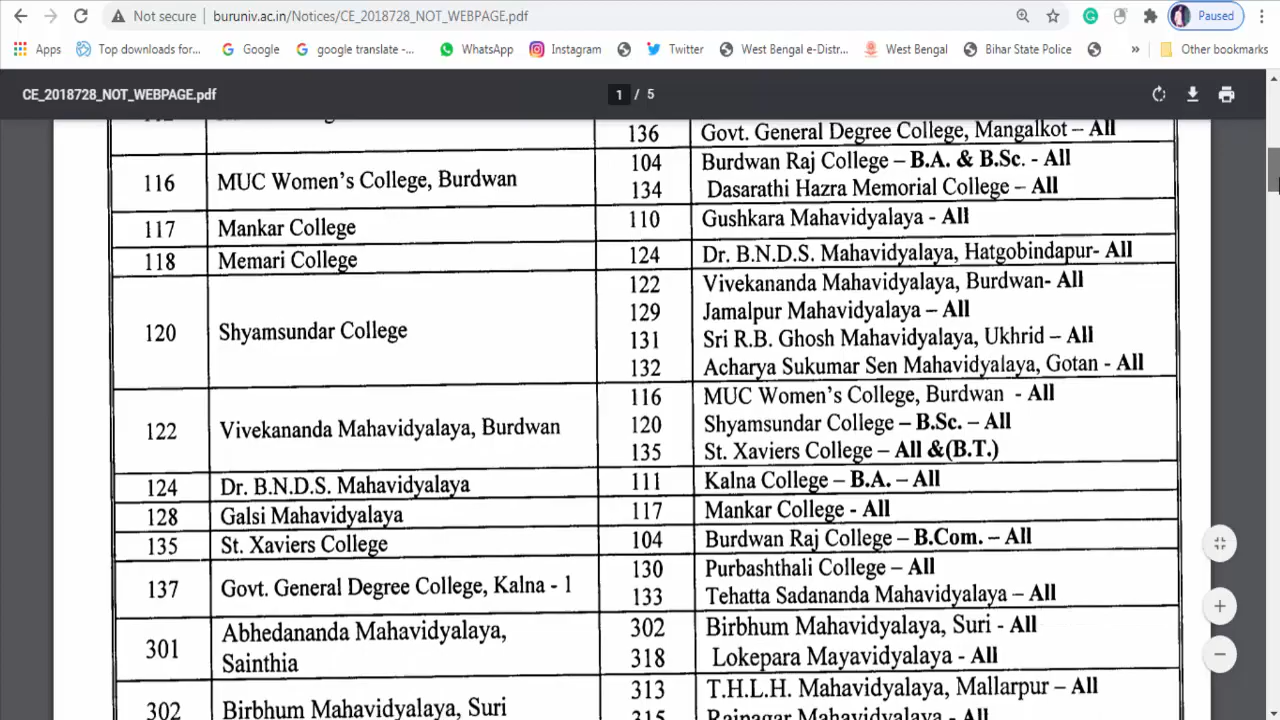 Not secure | buruniv.ac.in/Notices/CE_2018728_NOT_WEBPAGE.pdf Paused
Apps Top downloads for... Google google translate -... WhatsApp Instagram Twitter West Bengal e-Distr... West Bengal Bihar State Police » Other bookmarks
CE_2018728_NOT_WEBPAGE.pdf 1 / 5
136 Govt. General Degree College, Mangalkot – All
116 MUC Women's College, Burdwan 104 Burdwan Raj College – B.A. & B.Sc. - All
134 Dasarathi Hazra Memorial College – All
117 Mankar College 110 Gushkara Mahavidyalaya - All
118 Memari College 124 Dr. B.N.D.S. Mahavidyalaya, Hatgobindapur- All
120 Shyamsundar College 122 Vivekananda Mahavidyalaya, Burdwan- All
129 Jamalpur Mahavidyalaya – All
131 Sri R.B. Ghosh Mahavidyalaya, Ukhrid – All
132 Acharya Sukumar Sen Mahavidyalaya, Gotan - All
122 Vivekananda Mahavidyalaya, Burdwan 116 MUC Women's College, Burdwan - All
120 Shyamsundar College – B.Sc. – All
135 St. Xaviers College – All &(B.T.)
124 Dr. B.N.D.S. Mahavidyalaya 111 Kalna College – B.A. – All
128 Galsi Mahavidyalaya 117 Mankar College - All
135 St. Xaviers College 104 Burdwan Raj College – B.Com. – All
137 Govt. General Degree College, Kalna - 1 130 Purbashthali College – All
133 Tehatta Sadananda Mahavidyalaya – All
301 Abhedananda Mahavidyalaya, Sainthia 302 Birbhum Mahavidyalaya, Suri - All
318 Lokepara Mayavidyalaya - All
302 Birbhum Mahavidyalaya, Suri 313 T.H.L.H. Mahavidyalaya, Mallarpur – All
315 Rajnagar Mahavidyalaya - All